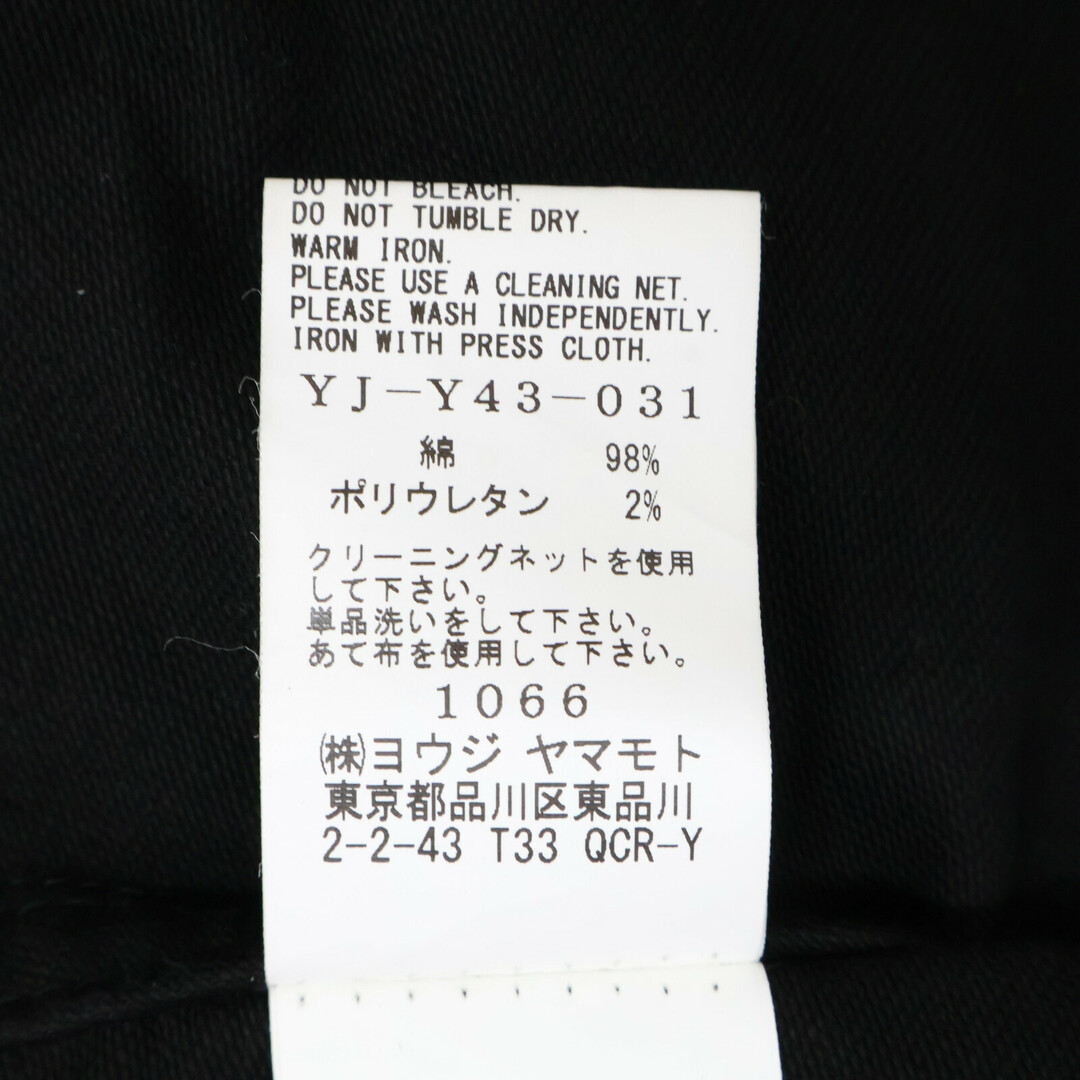 DO NOT BLEACH.
DO NOT TUMBLE DRY.
WARM IRON.
PLEASE USE A CLEANING NET.
PLEASE WASH INDEPENDENTLY.
IRON WITH PRESS CLOTH.
YJ-Y43-031
綿 98%
ポリウレタン 2%
クリーニングネットを使用
して下さい。
単品洗いをして下さい。
あて布を使用して下さい。
1066
㈱ヨウジ ヤマモト
東京都品川区東品川
2-2-43 T33 QCR-Y